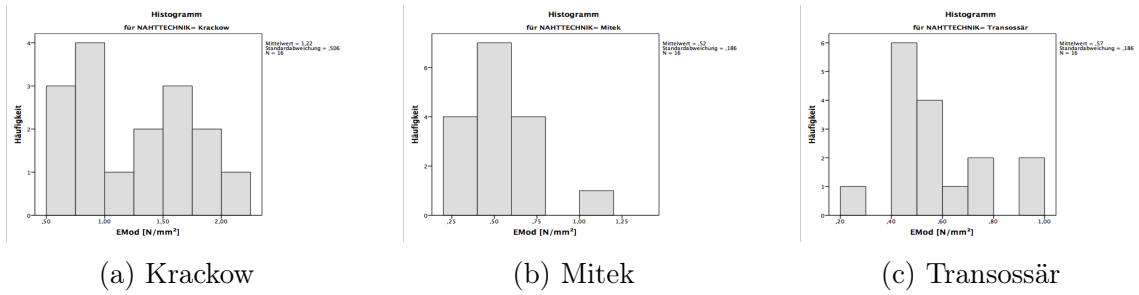 Histogramm
für NAHTTECHNIK= Krackow
Mittelwert = 1,22
Standardabweichung = ,506
N = 16
Häufigkeit
4
3
2
1
0
,50
1,00
1,50
2,00
EMod [N/mm²]
(a) Krackow
Histogramm
für NAHTTECHNIK= Mitek
Mittelwert = ,52
Standardabweichung = ,186
N = 16
Häufigkeit
6
4
2
0
,25
,50
,75
1,00
1,25
EMod [N/mm²]
(b) Mitek
Histogramm
für NAHTTECHNIK= Transossär
Mittelwert = ,57
Standardabweichung = ,186
N = 16
Häufigkeit
6
5
4
3
2
1
0
,20
,40
,60
,80
1,00
EMod [N/mm²]
(c) Transossär